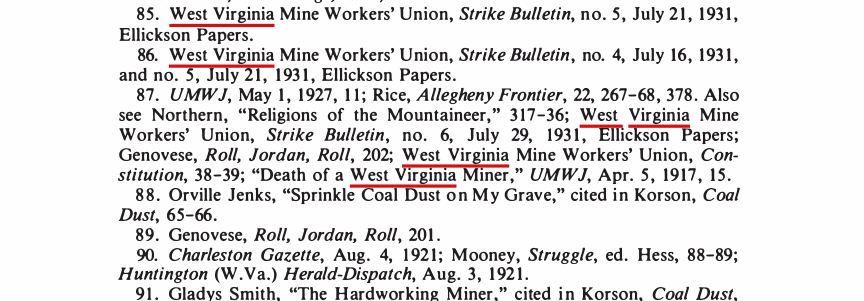 85. West Virginia Mine Workers' Union, Strike Bulletin, no. 5, July 21, 1931,
Ellickson Papers.
86. West Virginia Mine Workers' Union, Strike Bulletin, no. 4, July 16, 1931,
and no. 5, July 21, 1931, Ellickson Papers.
87. UMWJ, May 1, 1927, 11; Rice, Allegheny Frontier, 22, 267–68, 378. Also
see Northern, “Religions of the Mountaineer,” 317–36; West Virginia Mine
Workers' Union, Strike Bulletin, no. 6, July 29, 1931, Ellickson Papers;
Genovese, Roll, Jordan, Roll, 202; West Virginia Mine Workers' Union, Con-
stitution, 38–39; “Death of a West Virginia Miner,” UMWJ, Apr. 5, 1917, 15.
88. Orville Jenks, “Sprinkle Coal Dust on My Grave,” cited in Korson, Coal
Dust, 65–66.
89. Genovese, Roll, Jordan, Roll, 201.
90. Charleston Gazette, Aug. 4, 1921; Mooney, Struggle, ed. Hess, 88–89;
Huntington (W.Va.) Herald-Dispatch, Aug. 3, 1921.
91. Gladys Smith, “The Hardworking Miner,” cited in Korson, Coal Dust,